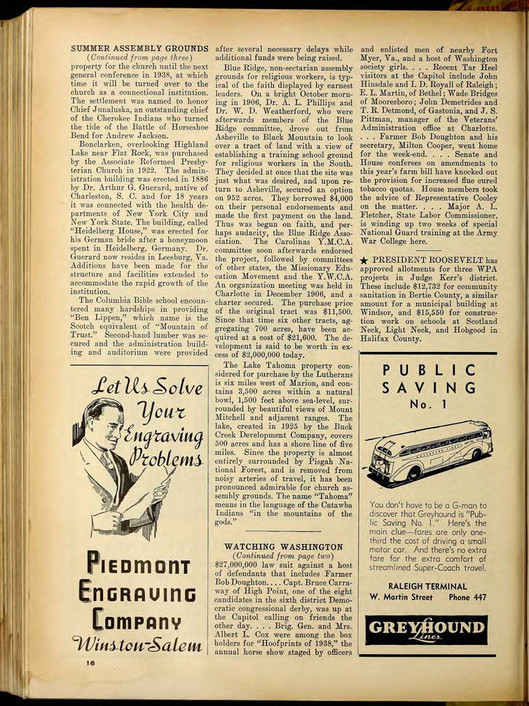 SUMMER ASSEMBLY GROUNDS
(Continued from page three)
property for the church until the next
general conference in 1938, at which
time it will be turned over to the
church as a connectional institution.
The settlement was named to honor
Chief Junaluska, an outstanding chief
of the Cherokee Indians who turned
the tide of the Battle of Horseshoe
Bend for Andrew Jackson.
Bonclarken, overlooking Highland
Lake near Flat Rock, was purchased
by the Associate Reformed Presby-
terian Church in 1922. The admin-
istration building was erected in 1886
by Dr. Arthur G. Guerard, native of
Charleston, S. C. and for 18 years
it was connected with the health de-
partments of New York City and
New York State. The building, called
"Heidelberg House," was erected for
his German bride after a honeymoon
spent in Heidelberg, Germany. Dr.
Guerard now resides in Leesburg, Va.
Additions have been made for the
structure and facilities extended to
accommodate the rapid growth of the
institution.
The Columbia Bible school encoun-
tered many hardships in providing
"Ben Lippen," which name is the
Scotch equivalent of "Mountain of
Trust." Second-hand lumber was se-
cured and the administration build-
ing and auditorium were provided
Let Us Solve
Your
Engraving
Problems
PIEDMONT
ENGRAVING
COMPANY
Winston-Salem
16
after several necessary delays while
additional funds were being raised.
Blue Ridge, non-sectarian assembly
grounds for religious workers, is typ-
ical of the faith displayed by earnest
leaders. On a bright October morn-
ing in 1906, Dr. A. L. Phillips and
Dr. W. D. Weatherford, who were
afterwards members of the Blue
Ridge committee, drove out from
Asheville to Black Mountain to look
over a tract of land with a view of
establishing a training school ground
for religious workers in the South.
They decided at once that the site was
just what was desired, and upon re-
turn to Asheville, secured an option
on 952 acres. They borrowed $4,000
on their personal endorsements and
made the first payment on the land.
Thus was begun on faith, and per-
haps audacity, the Blue Ridge Asso-
ciation. The Carolinas Y.M.C.A.
committee soon afterwards endorsed
the project, followed by committees
of other states, the Missionary Edu-
cation Movement and the Y.W.C.A.
An organization meeting was held in
Charlotte in December 1906, and a
charter secured. The purchase price
of the original tract was $11,500.
Since that time six other tracts, ag-
gregating 700 acres, have been ac-
quired at a cost of $21,600. The de-
velopment is said to be worth in ex-
cess of $2,000,000 today.
The Lake Tahoma property con-
sidered for purchase by the Lutherans
is six miles west of Marion, and con-
tains 3,500 acres within a natural
bowl, 1,500 feet above sea-level, sur-
rounded by beautiful views of Mount
Mitchell and adjacent ranges. The
lake, created in 1925 by the Buck
Creek Development Company, covers
500 acres and has a shore line of five
miles. Since the property is almost
entirely surrounded by Pisgah Na-
tional Forest, and is removed from
noisy arteries of travel, it has been
pronounced admirable for church as-
sembly grounds. The name "Tahoma"
means in the language of the Catawba
Indians "in the mountains of the
gods."
WATCHING WASHINGTON
(Continued from page two)
$27,000,000 law suit against a host
of defendants that includes Farmer
Bob Doughton. . . . Capt. Bruce Carra-
way of High Point, one of the eight
candidates in the sixth district Demo-
cratic congressional derby, was up at
the Capitol calling on friends the
other day. . . . Brig. Gen. and Mrs.
Albert L. Cox were among the box
holders for "Hoofprints of 1938," the
annual horse show staged by officers
and enlisted men of nearby Fort
Myer, Va., and a host of Washington
society girls. . . . Recent Tar Heel
visitors at the Capitol include John
Hinsdale and I. D. Royall of Raleigh;
E. L. Martin, of Bethel; Wade Bridges
of Mooresboro; John Demetrides and
T. R. Detmond, of Gastonia, and J. S.
Pittman, manager of the Veterans'
Administration office at Charlotte.
. . . Farmer Bob Doughton and his
secretary, Milton Cooper, went home
for the week-end. . . . Senate and
House conferees on amendments to
this year's farm bill have knocked out
the provision for increased flue cured
tobacco quotas. House members took
the advice of Representative Cooley
on the matter. . . . Major A. L.
Fletcher, State Labor Commissioner,
is winding up two weeks of special
National Guard training at the Army
War College here.
★ PRESIDENT ROOSEVELT has
approved allotments for three WPA
projects in Judge Kerr's district.
These include $12,732 for community
sanitation in Bertie County, a similar
amount for a municipal building at
Windsor, and $15,550 for construc-
tion work on schools at Scotland
Neck, Light Neck, and Hobgood in
Halifax County.
PUBLIC
SAVING
No. 1
You don't have to be a G-man to
discover that Greyhound is "Pub-
lic Saving No. 1." Here's the
main clue—fares are only one-
third the cost of driving a small
motor car. And there's no extra
fare for the extra comfort of
streamlined Super-Coach travel.
RALEIGH TERMINAL
W. Martin Street Phone 447
GREYHOUND
Lines